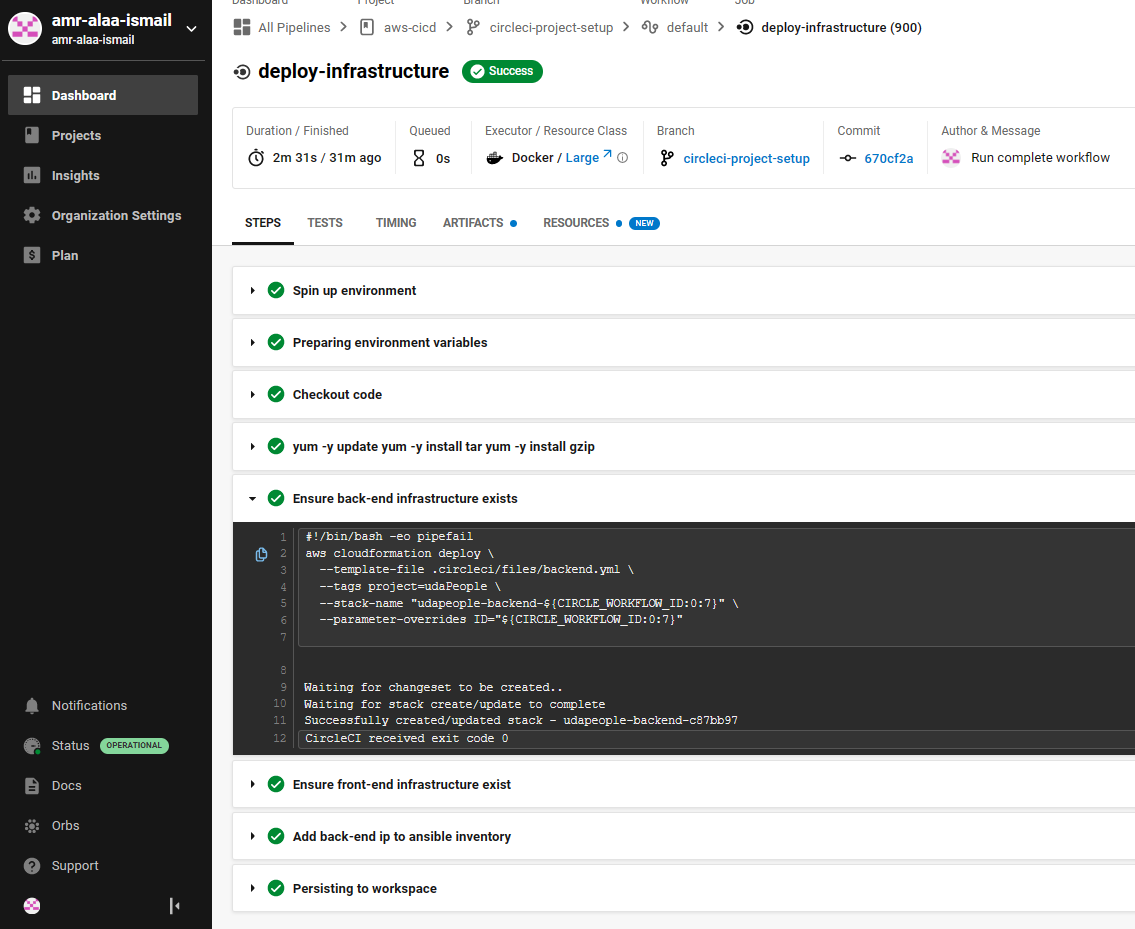 amr-alaa-ismail
amr-alaa-ismail
Dashboard
Projects
Insights
Organization Settings
Plan
Notifications
Status OPERATIONAL
Docs
Orbs
Support
Dashboard Project Branch Workflow Job
All Pipelines aws-cicd circleci-project-setup default deploy-infrastructure (900)
deploy-infrastructure Success
Duration / Finished Queued Executor / Resource Class Branch Commit Author & Message
2m 31s / 31m ago 0s Docker / Large circleci-project-setup 670cf2a Run complete workflow
STEPS TESTS TIMING ARTIFACTS RESOURCES NEW
Spin up environment
Preparing environment variables
Checkout code
yum -y update yum -y install tar yum -y install gzip
Ensure back-end infrastructure exists
1 #!/bin/bash -eo pipefail
2 aws cloudformation deploy \
3 --template-file .circleci/files/backend.yml \
4 --tags project=udaPeople \
5 --stack-name "udapeople-backend-${CIRCLE_WORKFLOW_ID:0:7}" \
6 --parameter-overrides ID="${CIRCLE_WORKFLOW_ID:0:7}"
7
8
9 Waiting for changeset to be created..
10 Waiting for stack create/update to complete
11 Successfully created/updated stack - udapeople-backend-c87bb97
12 CircleCI received exit code 0
Ensure front-end infrastructure exist
Add back-end ip to ansible inventory
Persisting to workspace